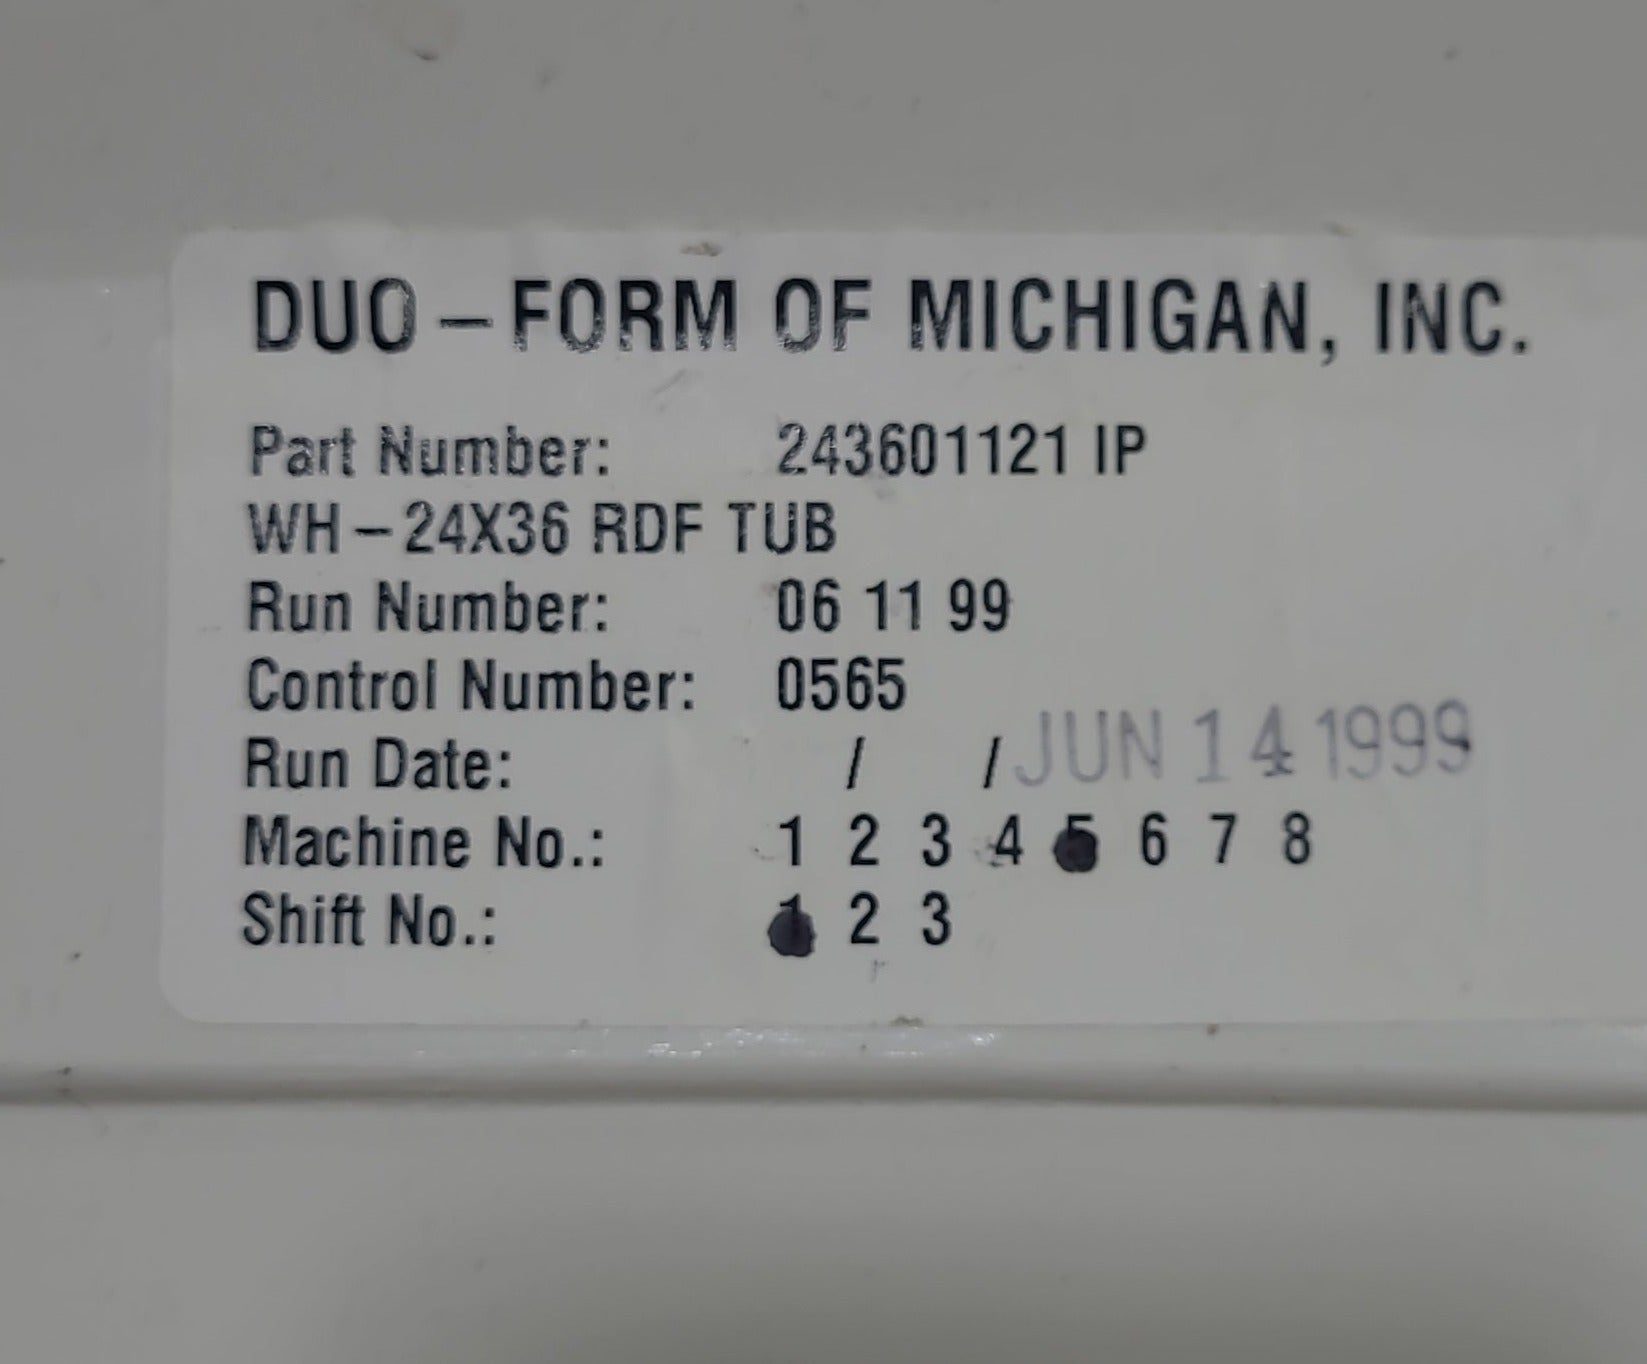 DUO-FORM OF MICHIGAN, INC.
Part Number: 243601121 IP
WH-24X36 RDF TUB
Run Number: 06 11 99
Control Number: 0565
Run Date: / / JUN 14 1999
Machine No.: 1 2 3 4 5 6 7 8
Shift No.: 1 2 3